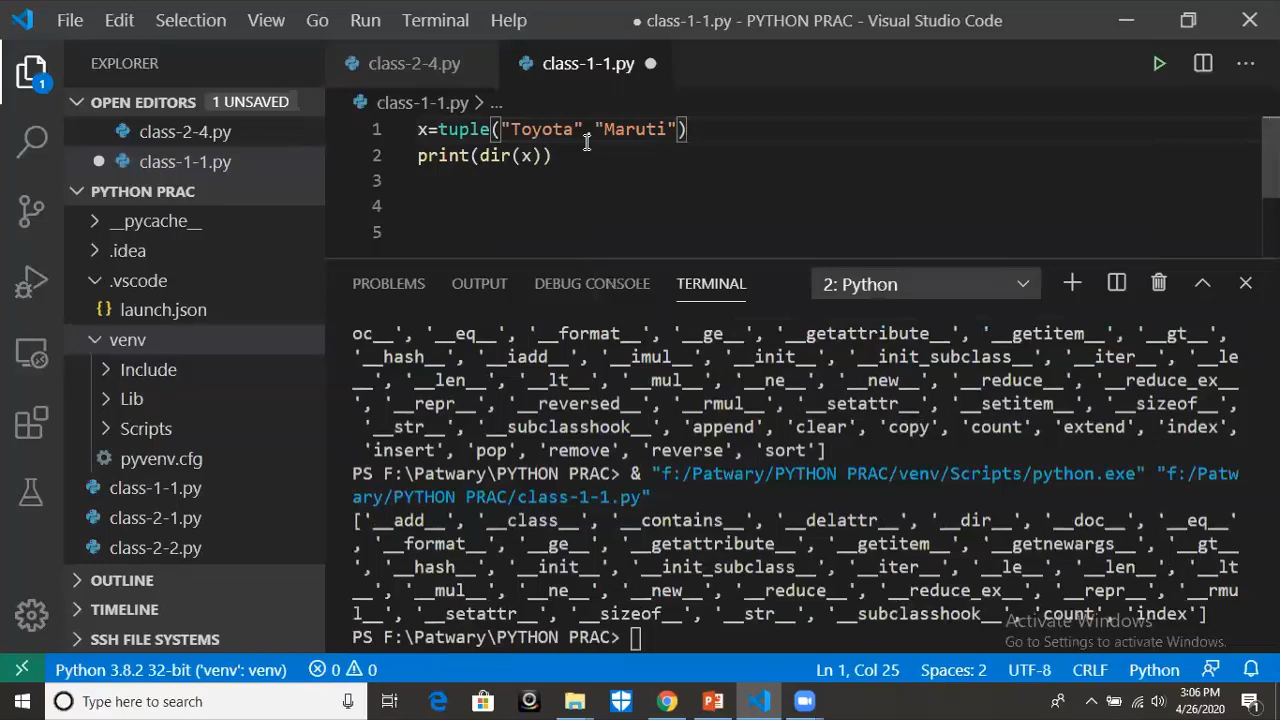 File Edit Selection View Go Run Terminal Help ● class-1-1.py - PYTHON PRAC - Visual Studio Code
EXPLORER
class-2-4.py
class-1-1.py
OPEN EDITORS 1 UNSAVED
class-2-4.py
class-1-1.py
PYTHON PRAC
__pycache__
.idea
.vscode
launch.json
venv
Include
Lib
Scripts
pyvenv.cfg
class-1-1.py
class-2-1.py
class-2-2.py
OUTLINE
TIMELINE
SSH FILE SYSTEMS
1
class-1-1.py > ...
1 x=tuple("Toyota","Maruti")
2 print(dir(x))
3
4
5
PROBLEMS OUTPUT DEBUG CONSOLE TERMINAL 2: Python
oc__', '__eq__', '__format__', '__ge__', '__getattribute__', '__getitem__', '__gt__',
'__hash__', '__iadd__', '__imul__', '__init__', '__init_subclass__', '__iter__', '__le
__', '__len__', '__lt__', '__mul__', '__ne__', '__new__', '__reduce__', '__reduce_ex__
', '__repr__', '__reversed__', '__rmul__', '__setattr__', '__setitem__', '__sizeof__',
'__str__', '__subclasshook__', 'append', 'clear', 'copy', 'count', 'extend', 'index',
'insert', 'pop', 'remove', 'reverse', 'sort']
PS F:\Patwary\PYTHON PRAC> & "f:/Patwary/PYTHON PRAC/venv/Scripts/python.exe" "f:/Patw
ary/PYTHON PRAC/class-1-1.py"
['__add__', '__class__', '__contains__', '__delattr__', '__dir__', '__doc__', '__eq__'
, '__format__', '__ge__', '__getattribute__', '__getitem__', '__getnewargs__', '__gt__
', '__hash__', '__init__', '__init_subclass__', '__iter__', '__le__', '__len__', '__lt
__', '__mul__', '__ne__', '__new__', '__reduce__', '__reduce_ex__', '__repr__', '__rmu
l__', '__setattr__', '__sizeof__', '__str__', '__subclasshook__', 'count', 'index']
PS F:\Patwary\PYTHON PRAC>
Activate Windows
Go to Settings to activate Windows.
Python 3.8.2 32-bit ('venv': venv) 0 0 Ln 1, Col 25 Spaces: 2 UTF-8 CRLF Python
Type here to search
3:06 PM
4/26/2020
1